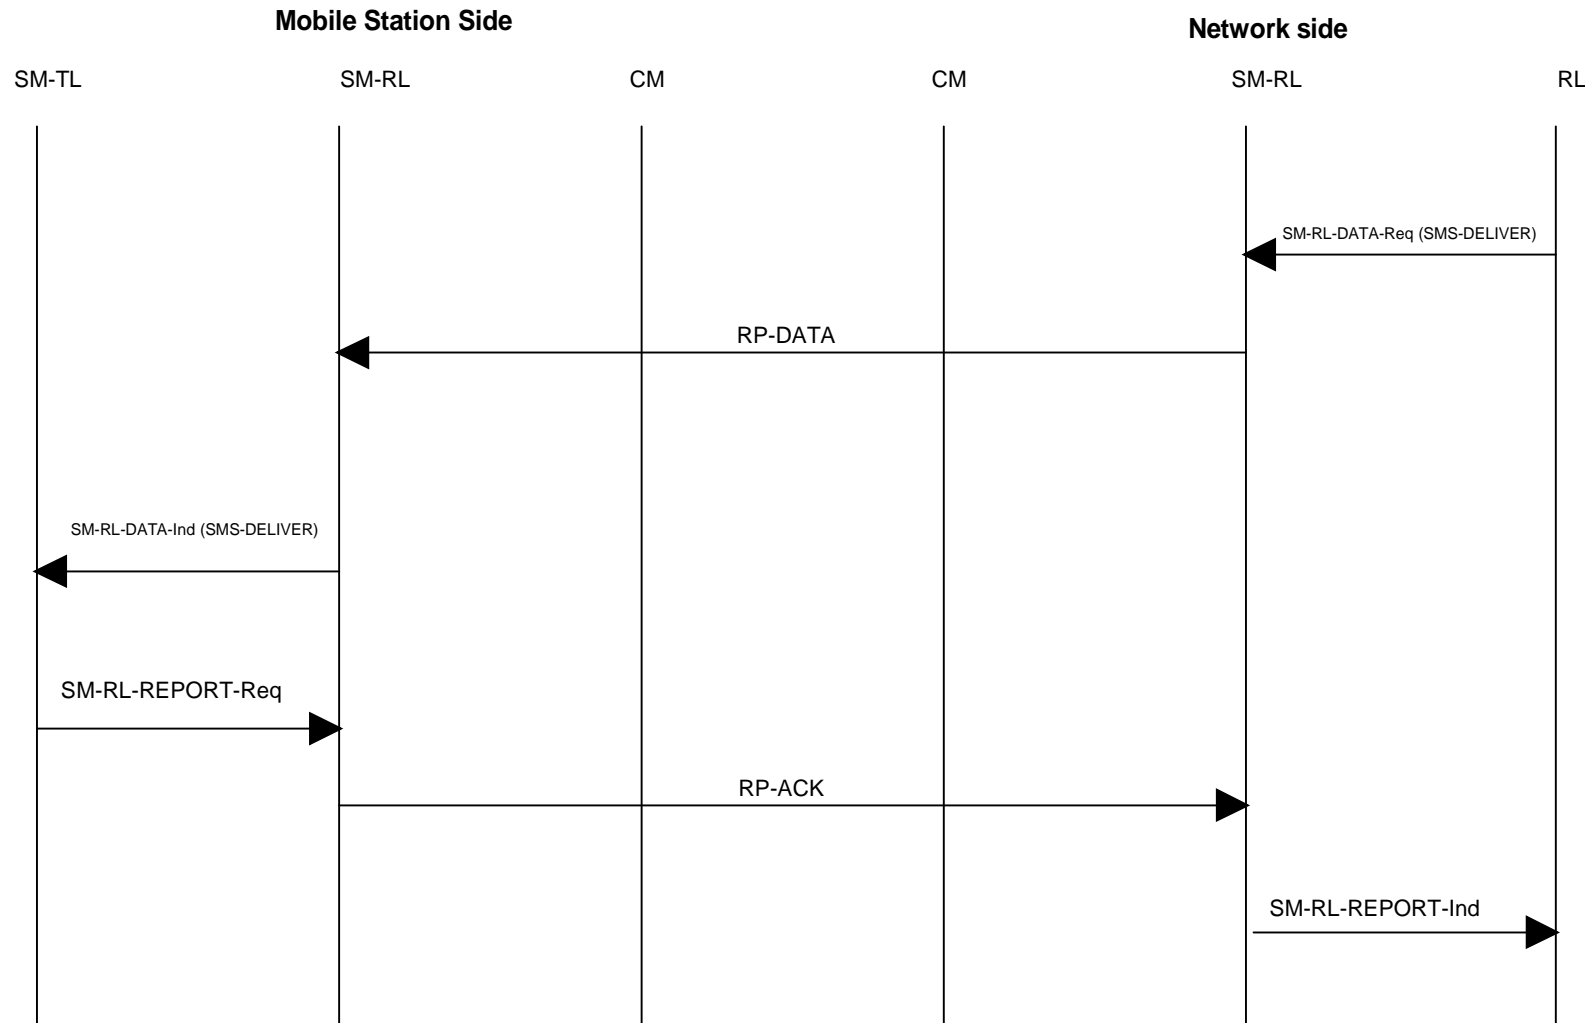 Mobile Station Side
Network side
SM-TL
SM-RL
CM
CM
SM-RL
RL
SM-RL-DATA-Req (SMS-DELIVER)
RP-DATA
SM-RL-DATA-Ind (SMS-DELIVER)
SM-RL-REPORT-Req
RP-ACK
SM-RL-REPORT-Ind